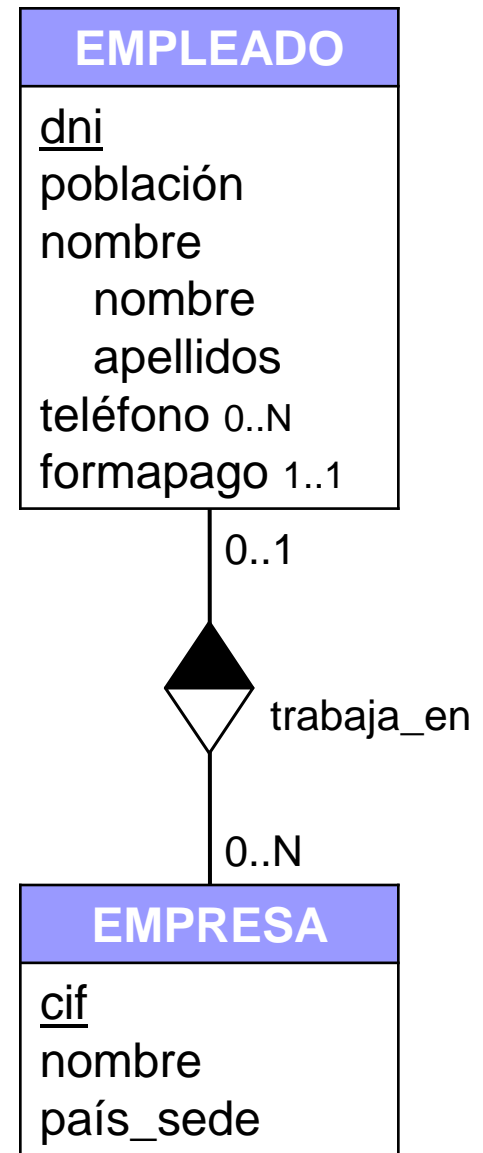 EMPLEADO
dni
población
nombre
nombre
apellidos
teléfono 0..N
formapago 1..1
0..1
trabaja_en
0..N
EMPRESA
cif
nombre
país_sede